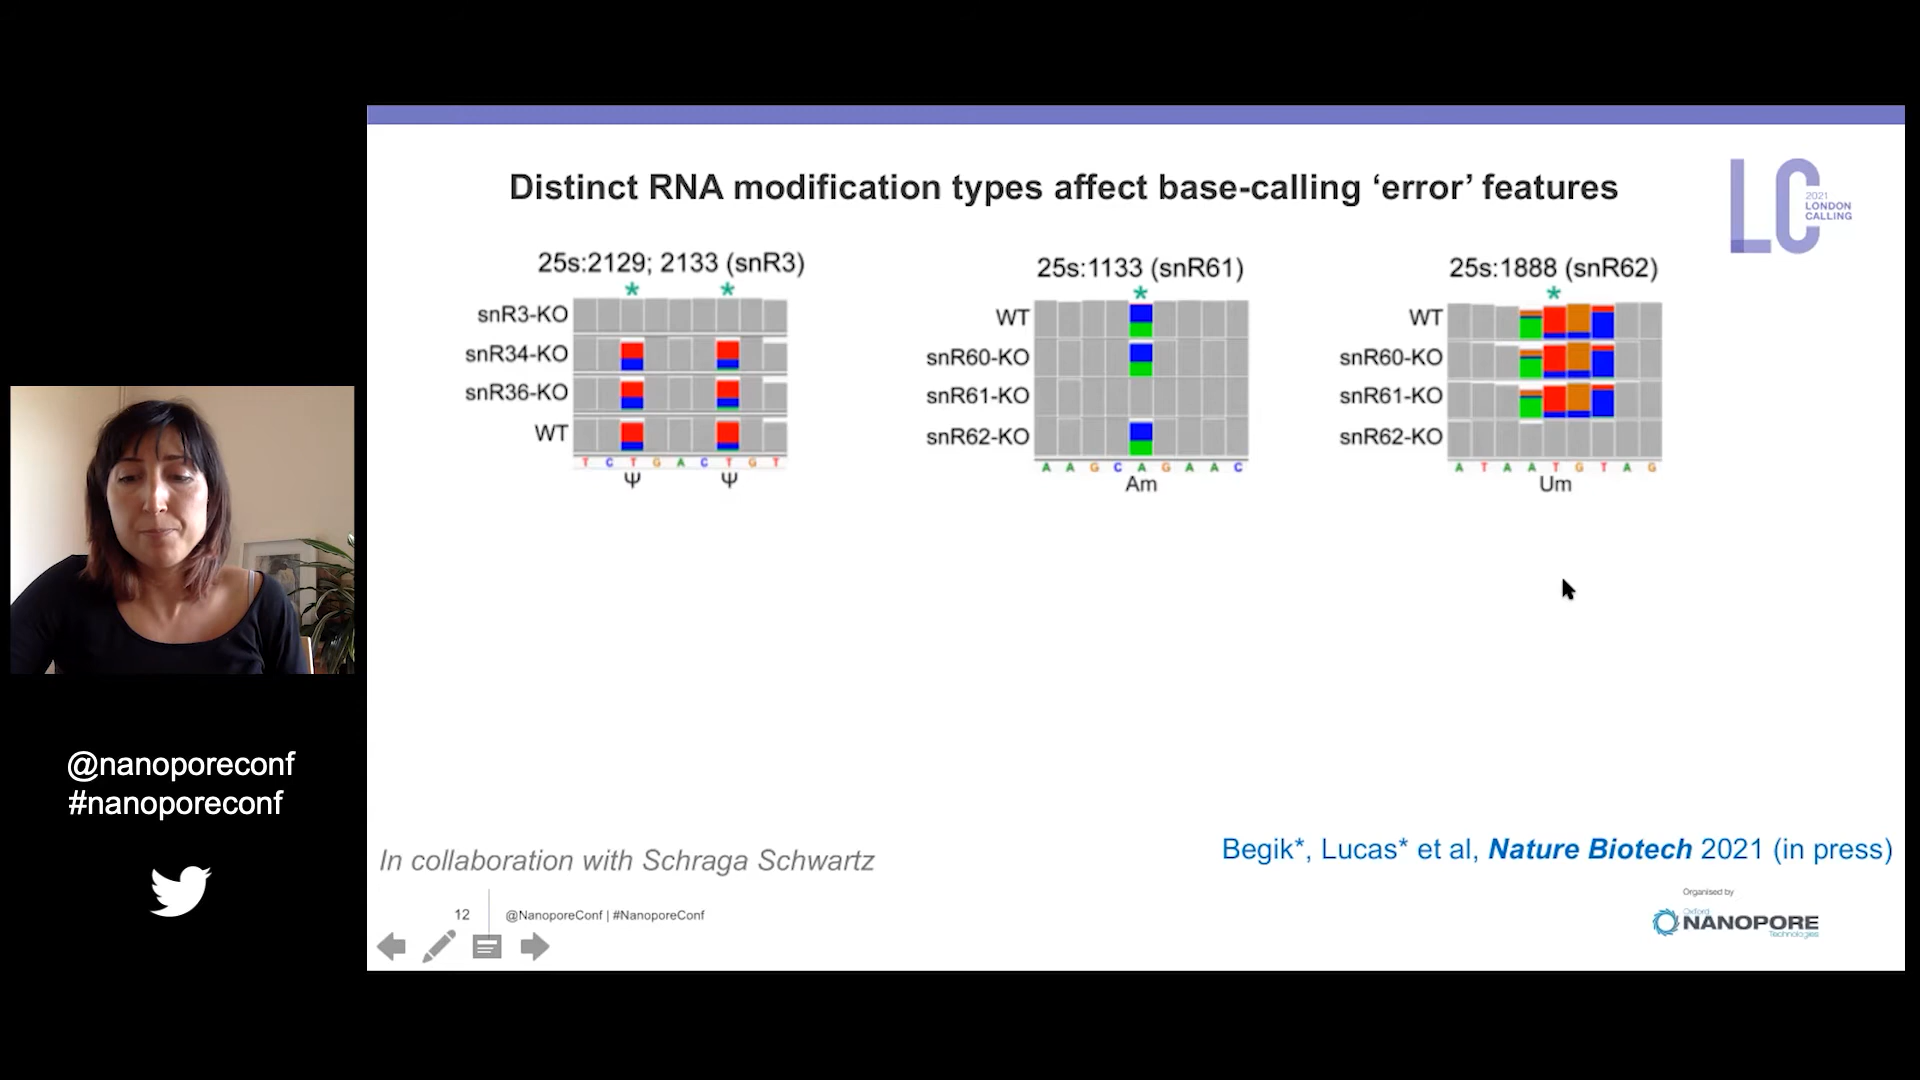 Distinct RNA modification types affect base-calling ‘error’ features
LC
2021
LONDON
CALLING
25s:2129; 2133 (snR3)
* *
snR3-KO
snR34-KO
snR36-KO
WT
T C T G A C T G T
Ψ Ψ
25s:1133 (snR61)
*
WT
snR60-KO
snR61-KO
snR62-KO
A A G C A G A A C
Am
25s:1888 (snR62)
*
WT
snR60-KO
snR61-KO
snR62-KO
A T A A T G T A G
Um
@nanoporeconf
#nanoporeconf
In collaboration with Schraga Schwartz
Begik*, Lucas* et al, Nature Biotech 2021 (in press)
12
@NanoporeConf | #NanoporeConf
Organised by
Oxford
NANOPORE
Technologies